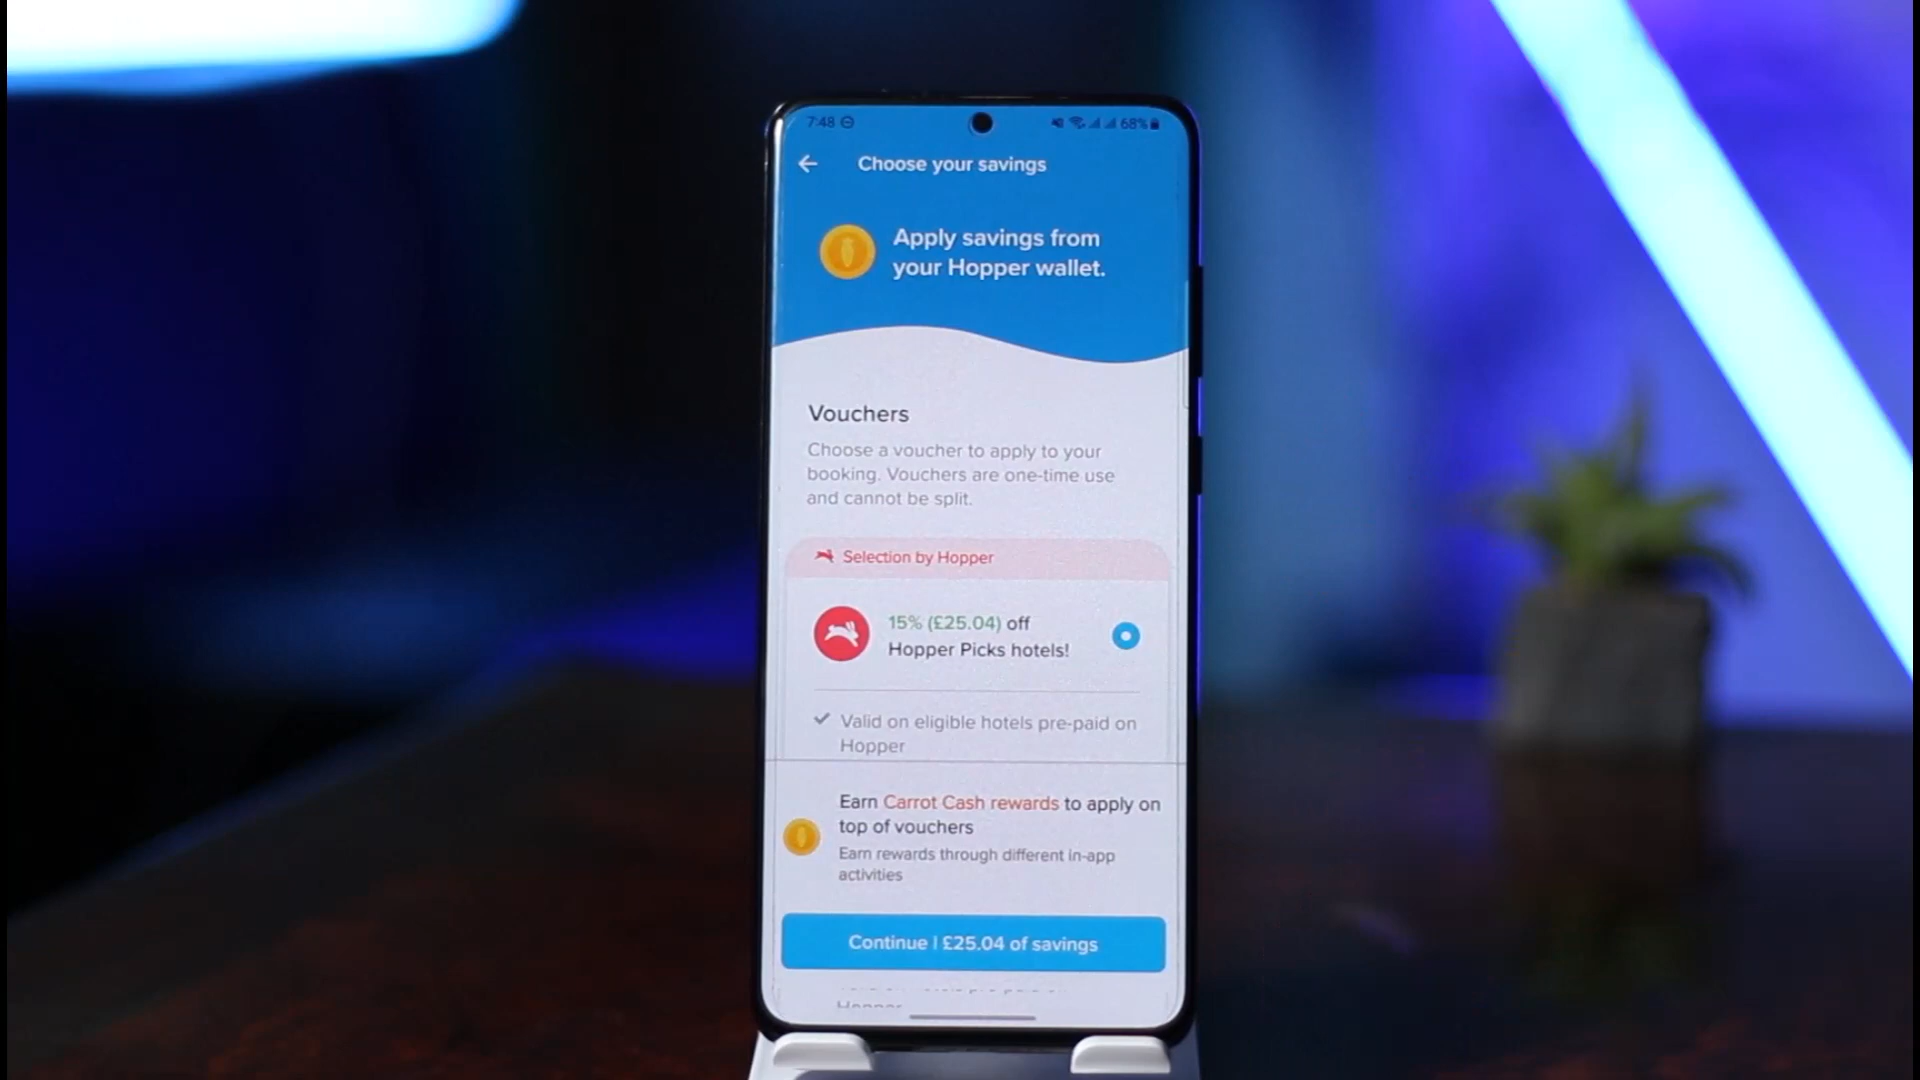 7:48
68%
Choose your savings
Apply savings from
your Hopper wallet.
Vouchers
Choose a voucher to apply to your
booking. Vouchers are one-time use
and cannot be split.
Selection by Hopper
15% (£25.04) off
Hopper Picks hotels!
Valid on eligible hotels pre-paid on
Hopper
Earn Carrot Cash rewards to apply on
top of vouchers
Earn rewards through different in-app
activities
Continue | £25.04 of savings